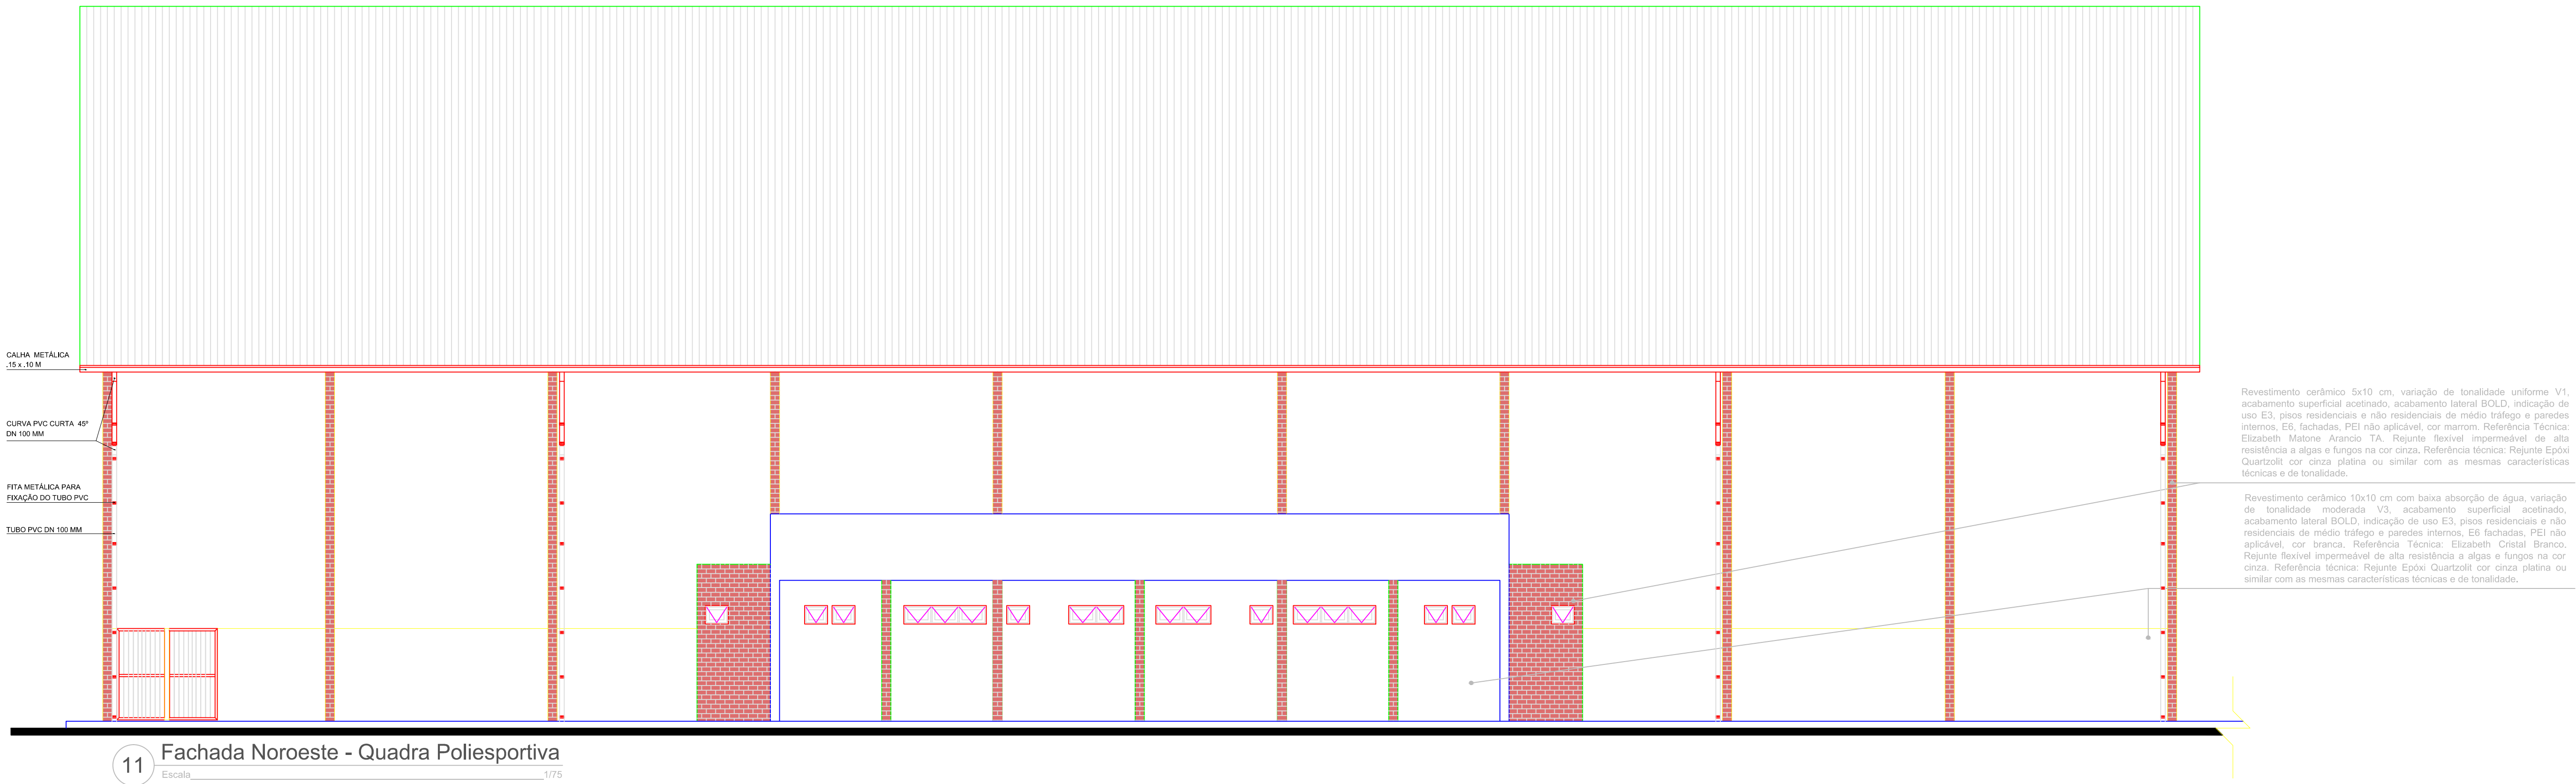 CALHA METÁLICA
.15 x .10 M
CURVA PVC CURTA 45º
DN 100 MM
FITA METÁLICA PARA
FIXAÇÃO DO TUBO PVC
TUBO PVC DN 100 MM
Revestimento cerâmico 5x10 cm, variação de tonalidade uniforme V1,
acabamento superficial acetinado, acabamento lateral BOLD, indicação de
uso E3, pisos residenciais e não residenciais de médio tráfego e paredes
internos, E6, fachadas, PEI não aplicável, cor marrom. Referência Técnica:
Elizabeth Matone Arancio TA. Rejunte flexível impermeável de alta
resistência a algas e fungos na cor cinza. Referência técnica: Rejunte Epóxi
Quartzolit cor cinza platina ou similar com as mesmas características
técnicas e de tonalidade.
Revestimento cerâmico 10x10 cm com baixa absorção de água, variação
de tonalidade moderada V3, acabamento superficial acetinado,
acabamento lateral BOLD, indicação de uso E3, pisos residenciais e não
residenciais de médio tráfego e paredes internos, E6 fachadas, PEI não
aplicável, cor branca. Referência Técnica: Elizabeth Cristal Branco.
Rejunte flexível impermeável de alta resistência a algas e fungos na cor
cinza. Referência técnica: Rejunte Epóxi Quartzolit cor cinza platina ou
similar com as mesmas características técnicas e de tonalidade.
11 Fachada Noroeste - Quadra Poliesportiva
Escala 1/75